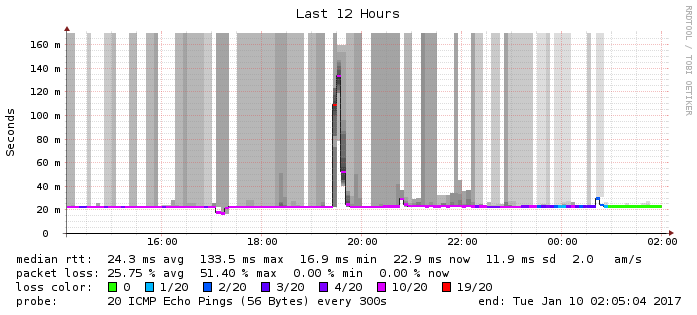 Last 12 Hours
RRDTOOL / TOBI OETIKER
Seconds
160 m
140 m
120 m
100 m
80 m
60 m
40 m
20 m
0
16:00 18:00 20:00 22:00 00:00 02:00
median rtt: 24.3 ms avg 133.5 ms max 16.9 ms min 22.9 ms now 11.9 ms sd 2.0 am/s
packet loss: 25.75 % avg 51.40 % max 0.00 % min 0.00 % now
loss color: 0 1/20 2/20 3/20 4/20 10/20 19/20
probe: 20 ICMP Echo Pings (56 Bytes) every 300s end: Tue Jan 10 02:05:04 2017